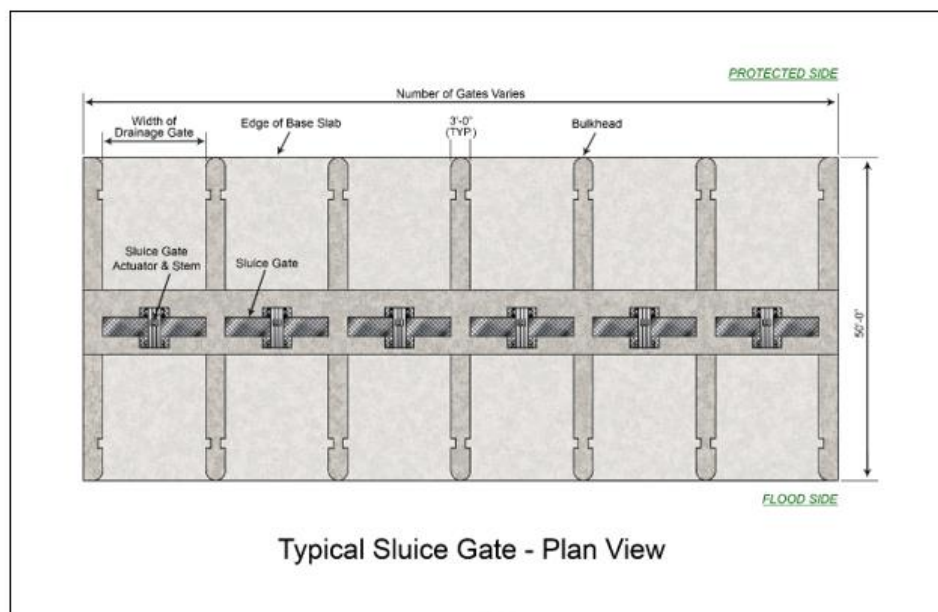 PROTECTED SIDE
Number of Gates Varies
Width of
Drainage Gate
Edge of Base Slab
3'-0"
(TYP.)
Bulkhead
Sluice Gate
Actuator & Stem
Sluice Gate
50'-0"
FLOOD SIDE
Typical Sluice Gate - Plan View